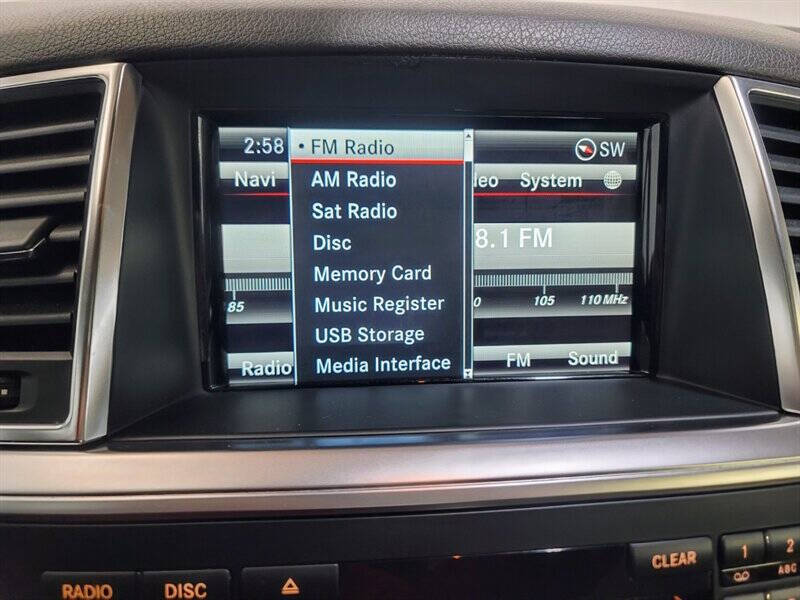 2:58 • FM Radio SW
Navi AM Radio deo System
Sat Radio
Disc 8.1 FM
Memory Card
85 Music Register 0 105 110 MHz
USB Storage
Radio Media Interface FM Sound
RADIO DISC CLEAR 1 2
ABC